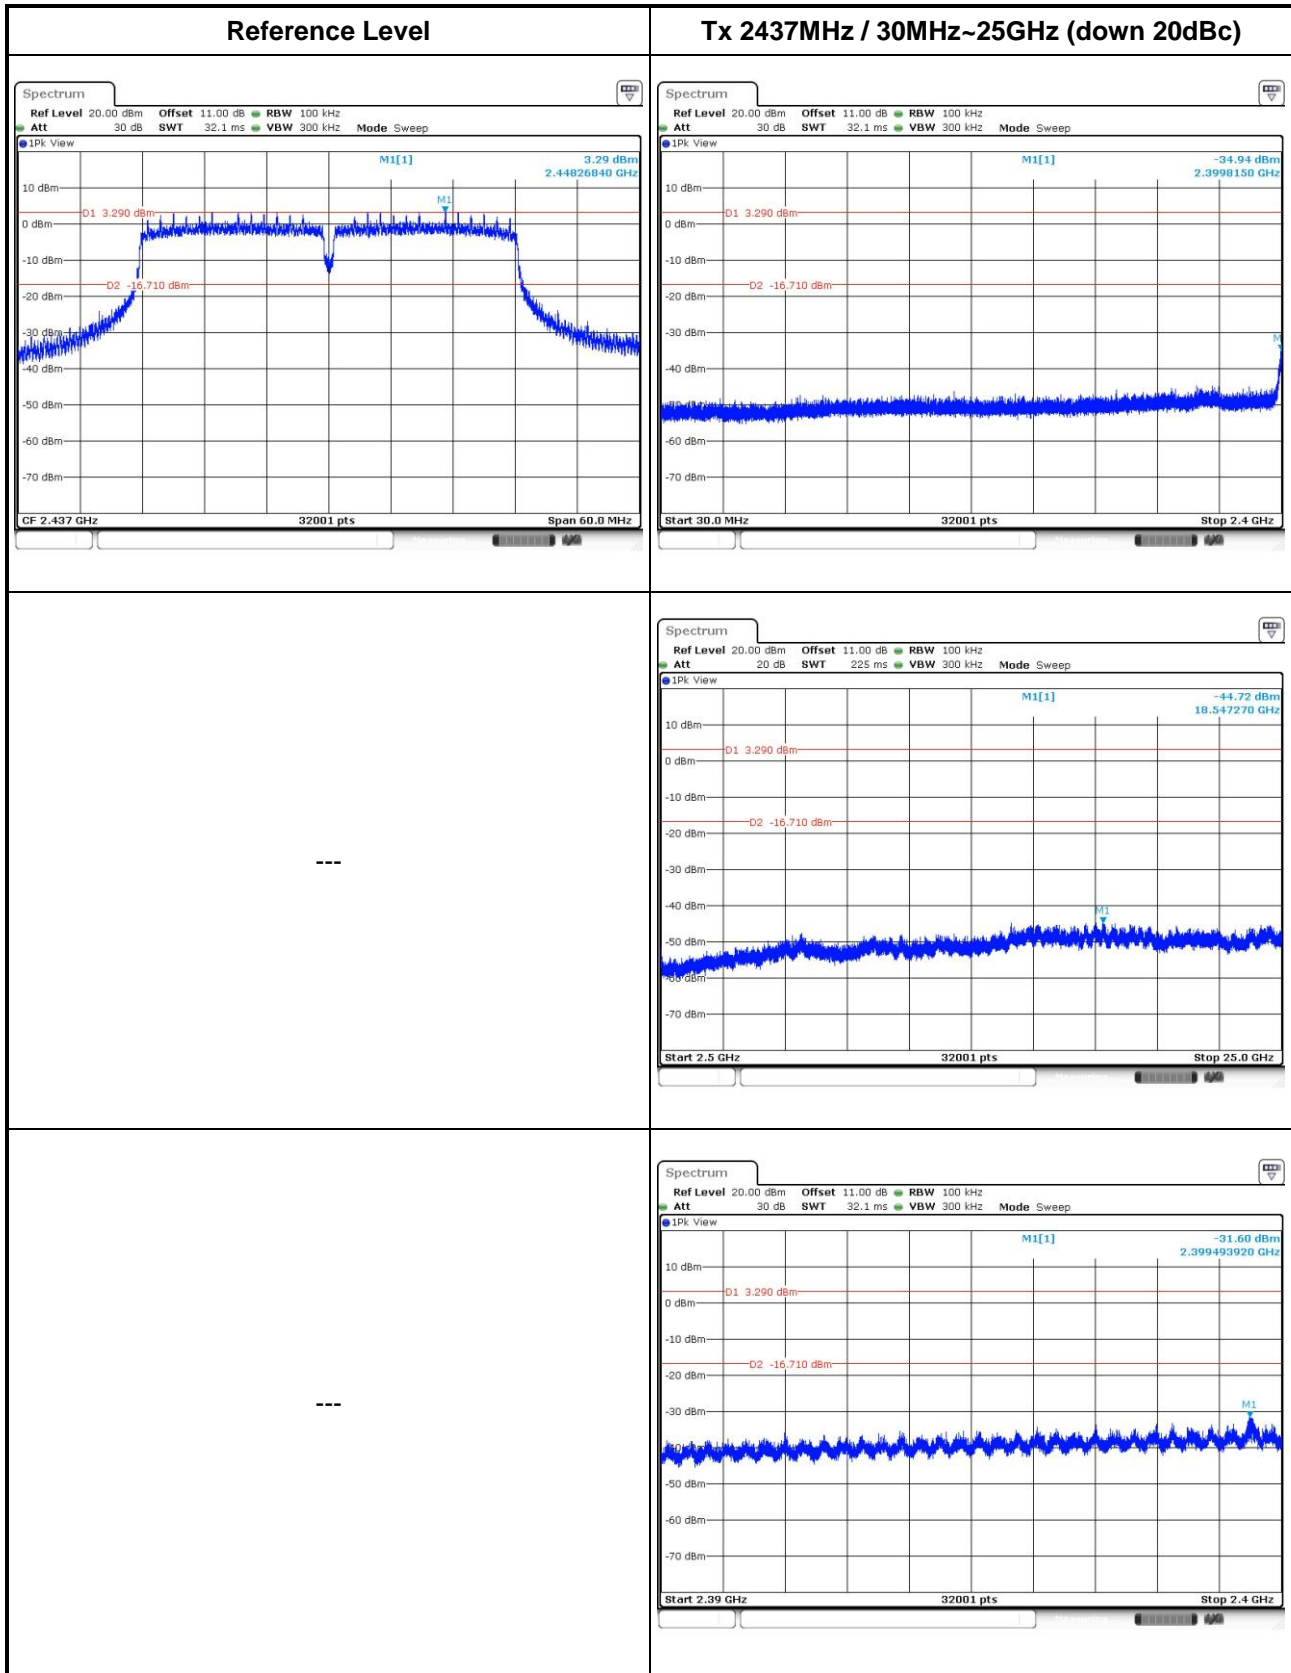 Reference Level
Tx 2437MHz / 30MHz~25GHz (down 20dBc)
Spectrum
Ref Level 20.00 dBm Offset 11.00 dB RBW 100 kHz
Att 30 dB SWT 32.1 ms VBW 300 kHz Mode Sweep
1Pk View
M1[1] 3.29 dBm
2.44826840 GHz
10 dBm
M1
D1 3.290 dBm
0 dBm
-10 dBm
D2 -16.710 dBm
-20 dBm
-30 dBm
-40 dBm
-50 dBm
-60 dBm
-70 dBm
CF 2.437 GHz 32001 pts Span 60.0 MHz
Spectrum
Ref Level 20.00 dBm Offset 11.00 dB RBW 100 kHz
Att 30 dB SWT 32.1 ms VBW 300 kHz Mode Sweep
1Pk View
M1[1] -34.94 dBm
2.3998150 GHz
10 dBm
D1 3.290 dBm
0 dBm
-10 dBm
D2 -16.710 dBm
-20 dBm
-30 dBm
M
-40 dBm
-50 dBm
-60 dBm
-70 dBm
Start 30.0 MHz 32001 pts Stop 2.4 GHz
---
Spectrum
Ref Level 20.00 dBm Offset 11.00 dB RBW 100 kHz
Att 20 dB SWT 225 ms VBW 300 kHz Mode Sweep
1Pk View
M1[1] -44.72 dBm
18.547270 GHz
10 dBm
D1 3.290 dBm
0 dBm
-10 dBm
D2 -16.710 dBm
-20 dBm
-30 dBm
-40 dBm
M1
-50 dBm
-60 dBm
-70 dBm
Start 2.5 GHz 32001 pts Stop 25.0 GHz
---
Spectrum
Ref Level 20.00 dBm Offset 11.00 dB RBW 100 kHz
Att 30 dB SWT 32.1 ms VBW 300 kHz Mode Sweep
1Pk View
M1[1] -31.60 dBm
2.399493920 GHz
10 dBm
D1 3.290 dBm
0 dBm
-10 dBm
D2 -16.710 dBm
-20 dBm
M1
-30 dBm
-50 dBm
-60 dBm
-70 dBm
Start 2.39 GHz 32001 pts Stop 2.4 GHz